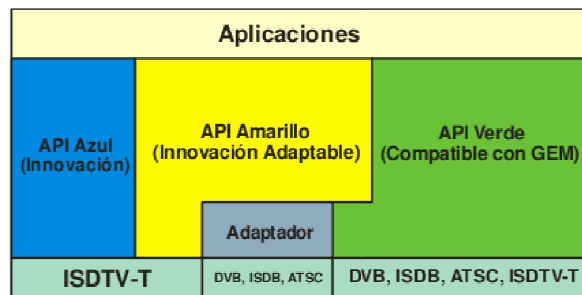 Aplicaciones
API Azul
(Innovación)
API Amarillo
(Innovación Adaptable)
API Verde
(Compatible con GEM)
Adaptador
ISDTV-T
DVB, ISDB, ATSC
DVB, ISDB, ATSC, ISDTV-T